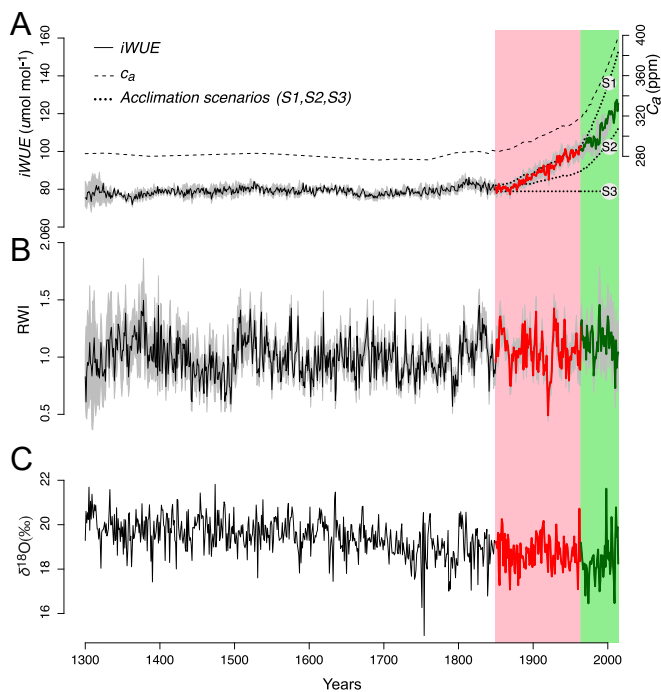 A
160
140
120
100
80
60
iWUE (umol mol⁻¹)
iWUE
cₐ
Acclimation scenarios (S1,S2,S3)
400
360
320
280
Cₐ (ppm)
S1
S2
S3
B
2.0
1.5
1.0
0.5
RWI
C
22
20
18
16
δ¹⁸O(‰)
1300 1400 1500 1600 1700 1800 1900 2000
Years